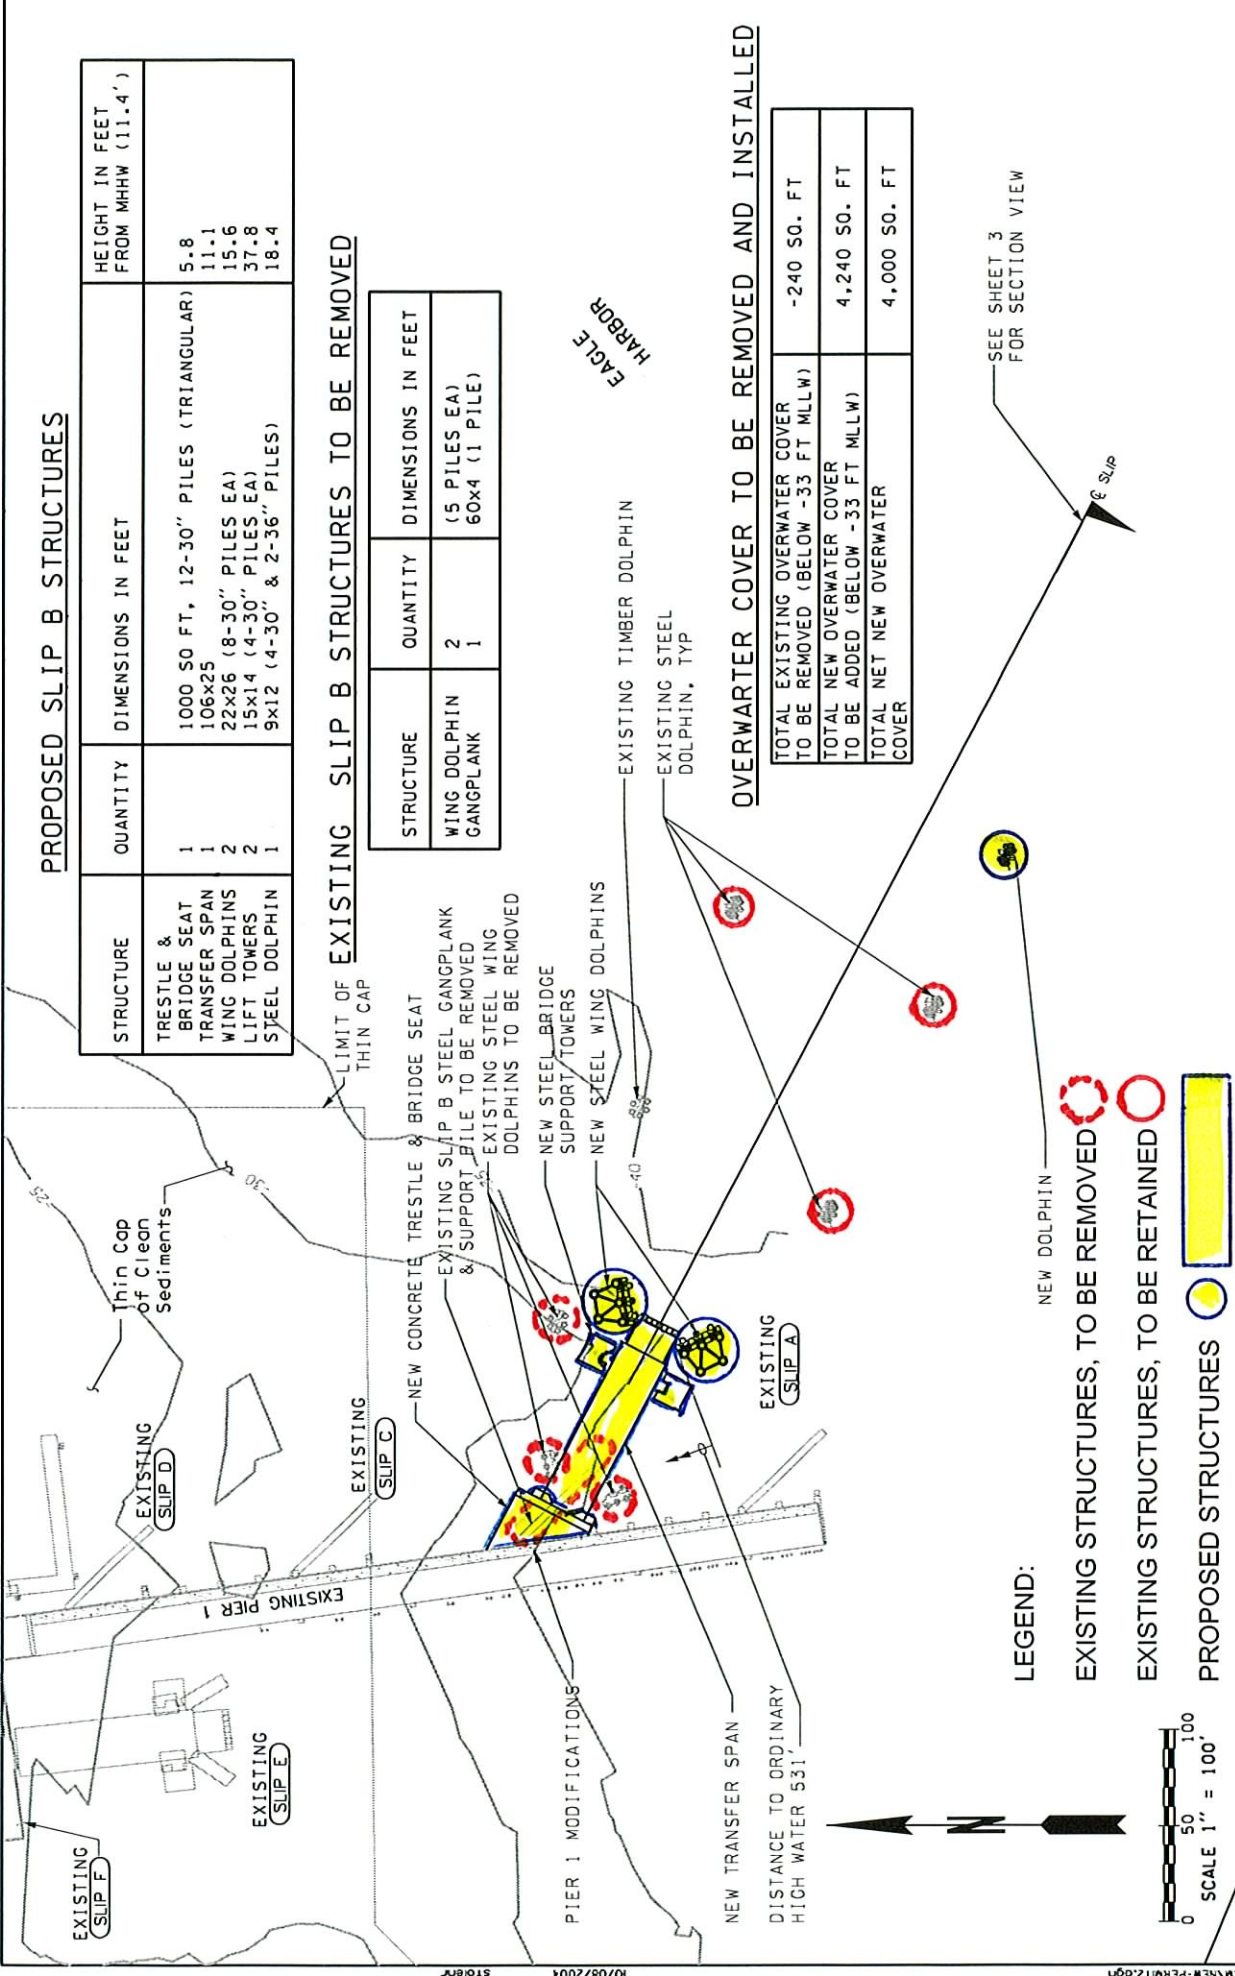 PROPOSED SLIP B STRUCTURES
STRUCTURE
QUANTITY
DIMENSIONS IN FEET
HEIGHT IN FEET
FROM MHHW (11.4')
TRESTLE &
BRIDGE SEAT 1 1000 SQ FT, 12-30" PILES (TRIANGULAR) 5.8
TRANSFER SPAN 1 106x25 11.1
WING DOLPHINS 2 22x26 (8-30" PILES EA) 15.6
LIFT TOWERS 2 15x14 (4-30" PILES EA) 37.8
STEEL DOLPHIN 1 9x12 (4-30" & 2-36" PILES) 18.4
EXISTING SLIP B STRUCTURES TO BE REMOVED
STRUCTURE QUANTITY DIMENSIONS IN FEET
WING DOLPHIN 2 (5 PILES EA)
GANGPLANK 1 60x4 (1 PILE)
EAGLE
HARBOR
OVERWARTER COVER TO BE REMOVED AND INSTALLED
TOTAL EXISTING OVERWATER COVER
TO BE REMOVED (BELOW -33 FT MLLW)
-240 SQ. FT
TOTAL NEW OVERWATER COVER
TO BE ADDED (BELOW -33 FT MLLW)
4,240 SQ. FT
TOTAL NET NEW OVERWATER
COVER
4,000 SQ. FT
LIMIT OF
THIN CAP
Thin Cap
of Clean
Sediments
-25
-30
-40
NEW CONCRETE TRESTLE & BRIDGE SEAT
EXISTING SLIP B STEEL GANGPLANK
& SUPPORT PILE TO BE REMOVED
EXISTING STEEL WING
DOLPHINS TO BE REMOVED
NEW STEEL BRIDGE
SUPPORT TOWERS
NEW STEEL WING DOLPHINS
EXISTING TIMBER DOLPHIN
EXISTING STEEL
DOLPHIN, TYP
SEE SHEET 3
FOR SECTION VIEW
℄ SLIP
EXISTING
SLIP F
EXISTING
SLIP E
EXISTING
SLIP D
EXISTING
SLIP C
EXISTING
SLIP A
EXISTING PIER 1
PIER 1 MODIFICATIONS
NEW TRANSFER SPAN
DISTANCE TO ORDINARY
HIGH WATER 531'
NEW DOLPHIN
N
0 50 100
SCALE 1" = 100'
LEGEND:
EXISTING STRUCTURES, TO BE REMOVED
EXISTING STRUCTURES, TO BE RETAINED
PROPOSED STRUCTURES
10/06/2004